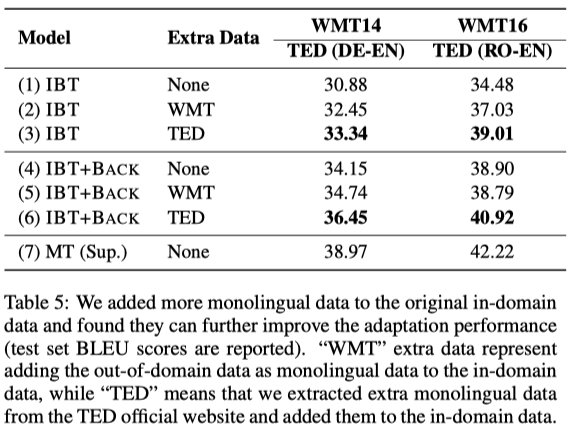 Model Extra Data WMT14 WMT16
TED (DE-EN) TED (RO-EN)
(1) IBT None 30.88 34.48
(2) IBT WMT 32.45 37.03
(3) IBT TED 33.34 39.01
(4) IBT+BACK None 34.15 38.90
(5) IBT+BACK WMT 34.74 38.79
(6) IBT+BACK TED 36.45 40.92
(7) MT (Sup.) None 38.97 42.22
Table 5: We added more monolingual data to the original in-domain
data and found they can further improve the adaptation performance
(test set BLEU scores are reported). “WMT” extra data represent
adding the out-of-domain data as monolingual data to the in-domain
data, while “TED” means that we extracted extra monolingual data
from the TED official website and added them to the in-domain data.